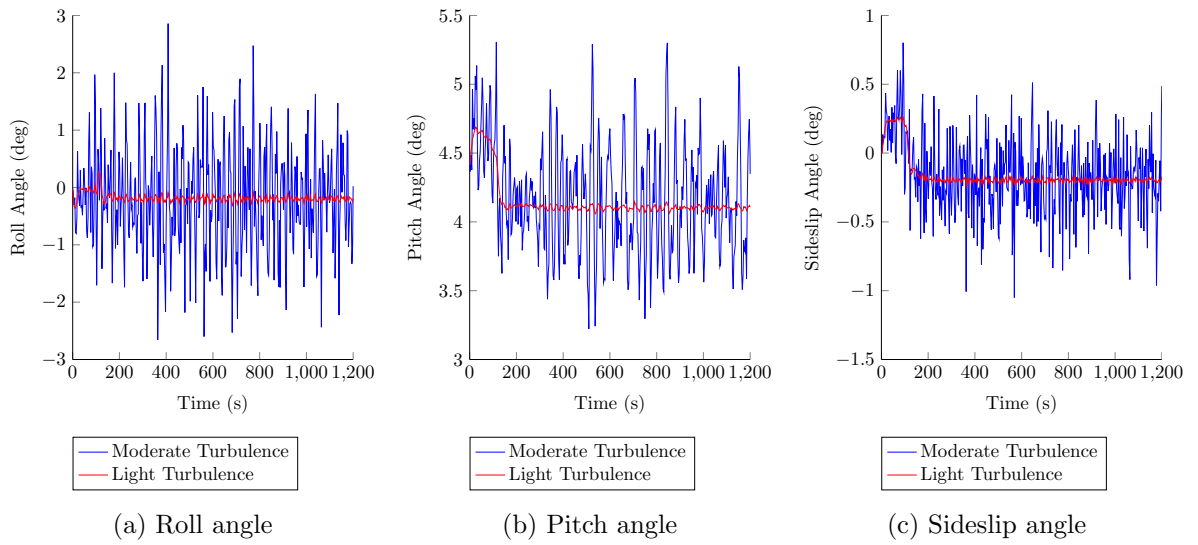 3
2
1
0
−1
−2
−3
Roll Angle (deg)
0 200 400 600 800 1,000 1,200
Time (s)
Moderate Turbulence
Light Turbulence
(a) Roll angle
5.5
5
4.5
4
3.5
3
Pitch Angle (deg)
0 200 400 600 800 1,000 1,200
Time (s)
Moderate Turbulence
Light Turbulence
(b) Pitch angle
1
0.5
0
−0.5
−1
−1.5
Sideslip Angle (deg)
0 200 400 600 800 1,000 1,200
Time (s)
Moderate Turbulence
Light Turbulence
(c) Sideslip angle